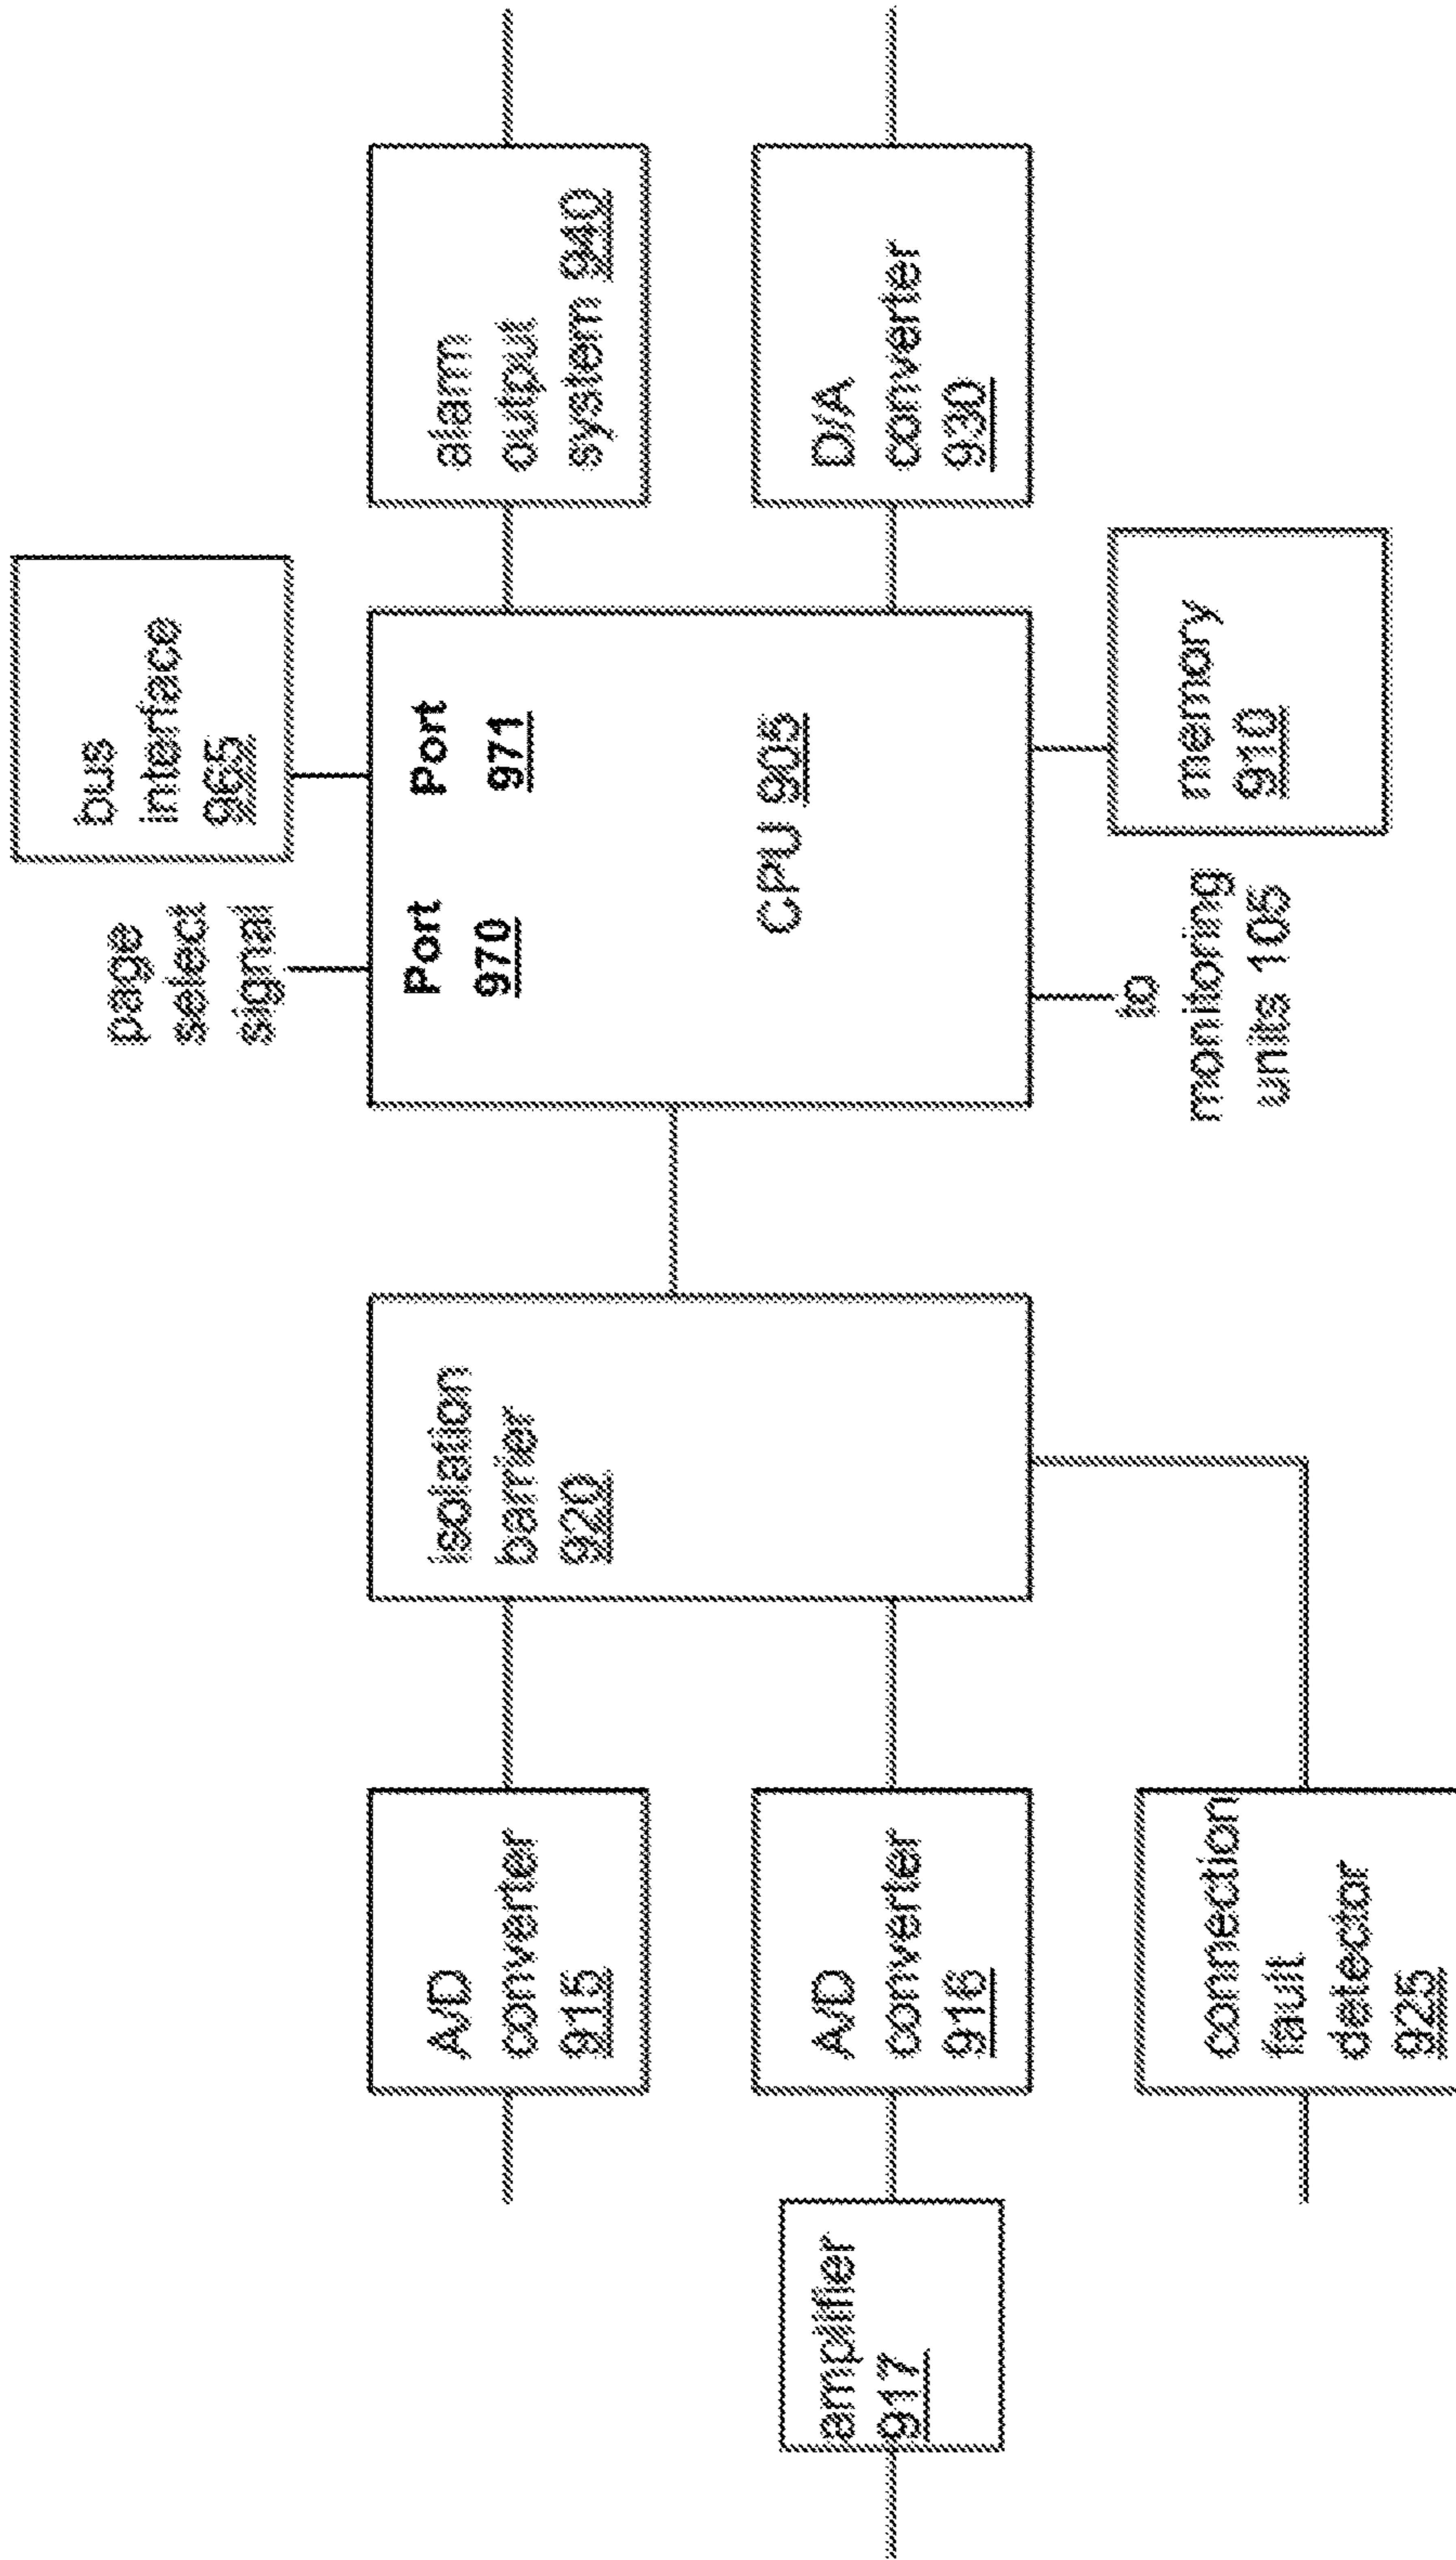 page
select
signal
bus
interface
965
A/D
converter
915
isolation
barrier
920
Port
970
Port
971
alarm
output
system 940
amplifier
917
A/D
converter
916
CPU 905
D/A
converter
930
connection
fault
detector
925
to
monitoring
units 105
memory
910